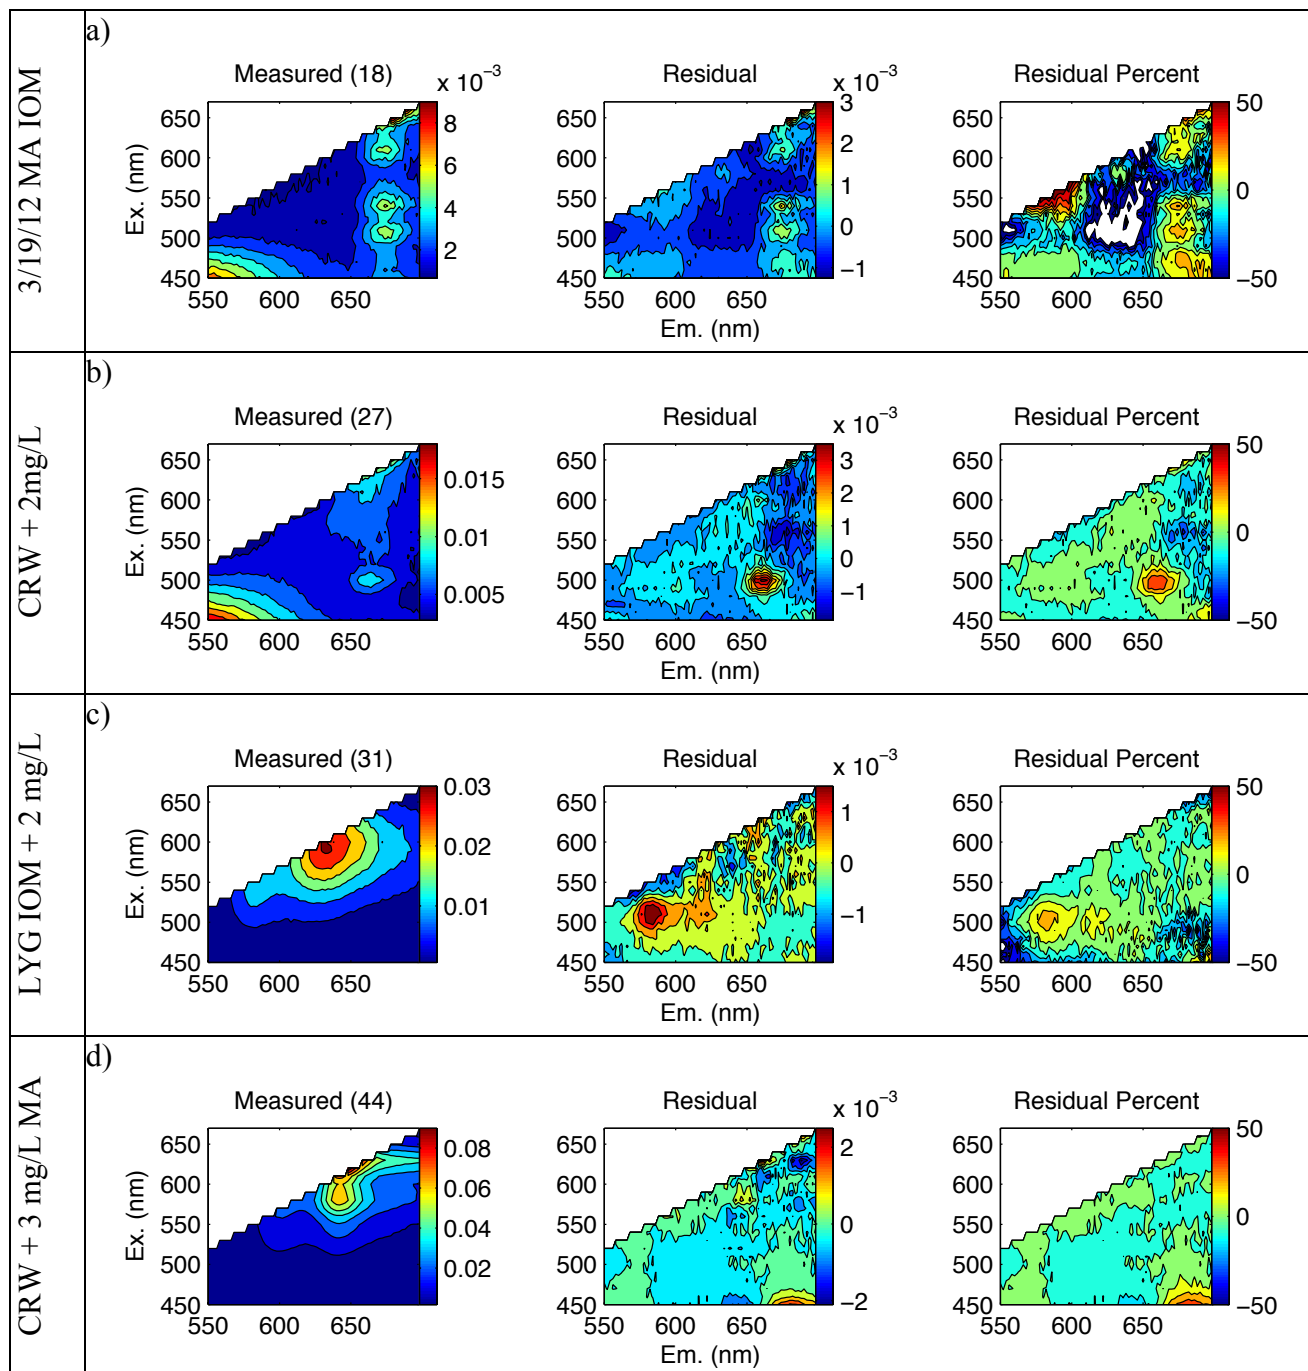 3/19/12 MA IOM
a)
Measured (18)
x 10⁻³
Residual
x 10⁻³
Residual Percent
Ex. (nm)
650
600
550
500
450
550 600 650
8
6
4
2
650
600
550
500
450
550 600 650
Em. (nm)
3
2
1
0
−1
650
600
550
500
450
550 600 650
50
0
−50
CRW + 2mg/L
b)
Measured (27)
Residual
x 10⁻³
Residual Percent
Ex. (nm)
650
600
550
500
450
550 600 650
0.015
0.01
0.005
650
600
550
500
450
550 600 650
Em. (nm)
3
2
1
0
−1
650
600
550
500
450
550 600 650
50
0
−50
LYG IOM + 2 mg/L
c)
Measured (31)
Residual
x 10⁻³
Residual Percent
Ex. (nm)
650
600
550
500
450
550 600 650
0.03
0.02
0.01
650
600
550
500
450
550 600 650
Em. (nm)
1
0
−1
650
600
550
500
450
550 600 650
50
0
−50
CRW + 3 mg/L MA
d)
Measured (44)
Residual
x 10⁻³
Residual Percent
Ex. (nm)
650
600
550
500
450
550 600 650
0.08
0.06
0.04
0.02
650
600
550
500
450
550 600 650
Em. (nm)
2
0
−2
650
600
550
500
450
550 600 650
50
0
−50